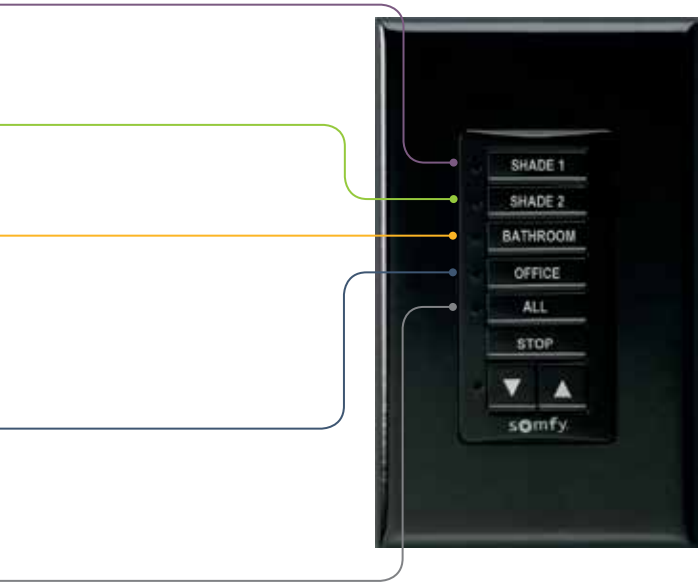 SHADE 1
SHADE 2
BATHROOM
OFFICE
ALL
STOP
somfy